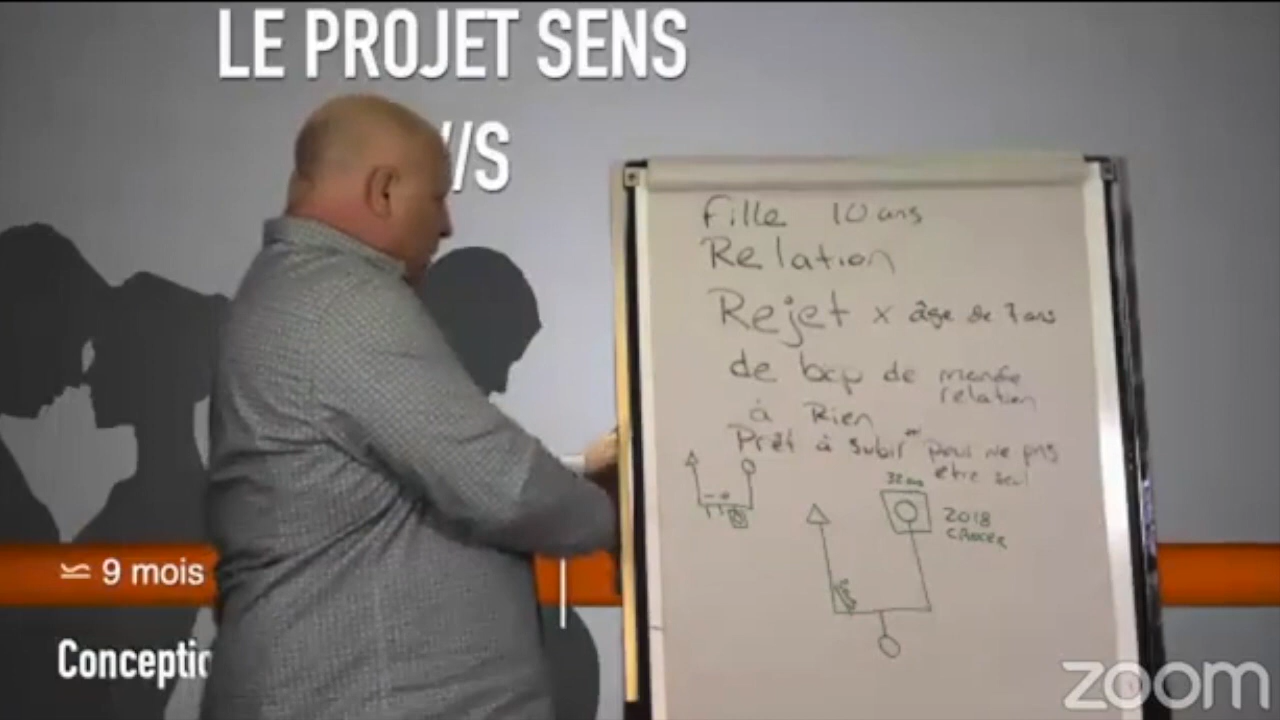 LE PROJET SENS
//S
Fille 10 ans
Relation
Rejet x âge de 7 ans
de bcp de manque
relation
à Rien
Prêt à subir pour ne pas
être seul
32 ans
2018
CANCER
≃ 9 mois
Conceptio
zoom